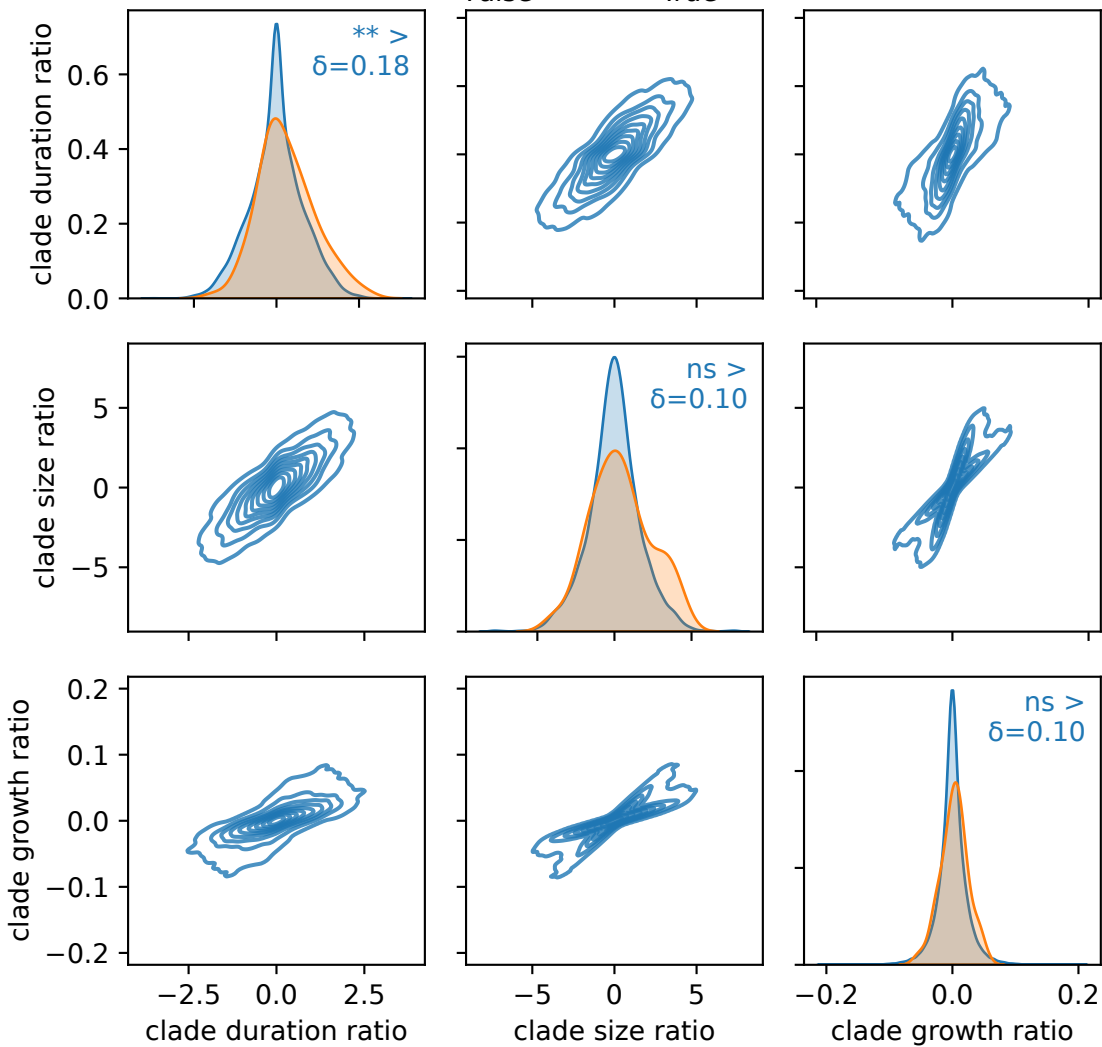 clade duration ratio
0.6
0.4
0.2
0.0
** >
δ=0.18
clade size ratio
5
0
−5
ns >
δ=0.10
clade growth ratio
0.2
0.1
0.0
−0.1
−0.2
ns >
δ=0.10
−2.5 0.0 2.5
−5 0 5
−0.2 0.0 0.2
clade duration ratio
clade size ratio
clade growth ratio